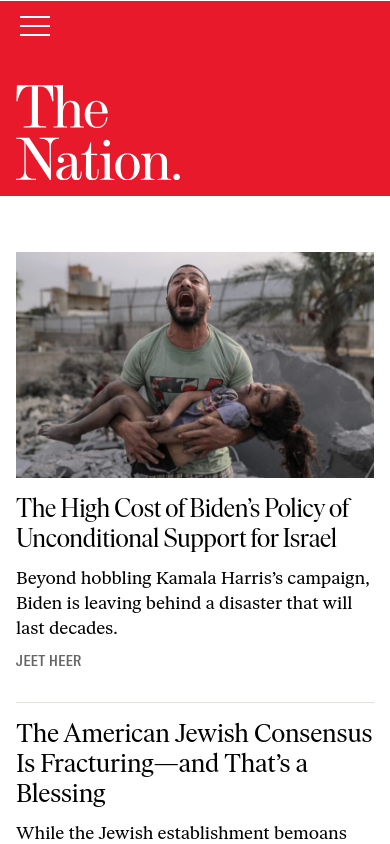 The
Nation.
The High Cost of Biden’s Policy of
Unconditional Support for Israel
Beyond hobbling Kamala Harris’s campaign,
Biden is leaving behind a disaster that will
last decades.
JEET HEER
The American Jewish Consensus
Is Fracturing—and That’s a
Blessing
While the Jewish establishment bemoans